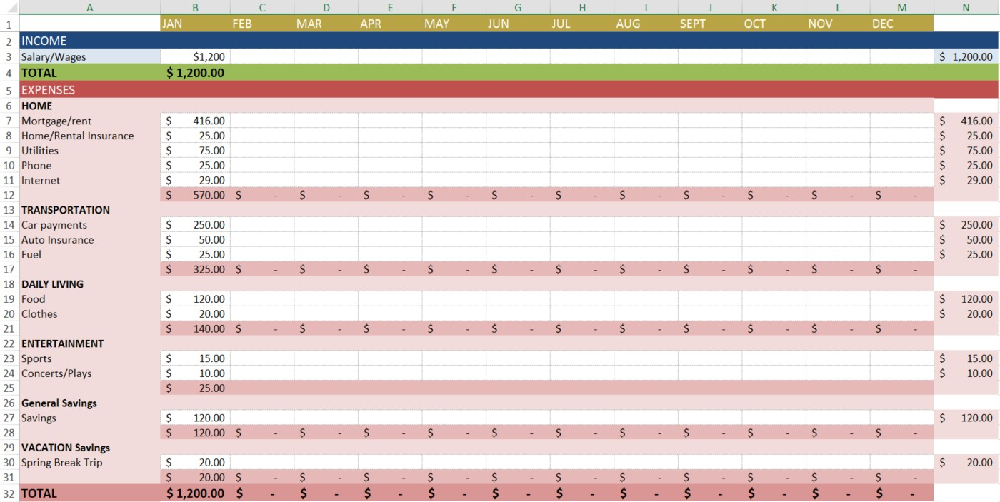 A B C D E F G H I J K L M N
1 JAN FEB MAR APR MAY JUN JUL AUG SEPT OCT NOV DEC
2 INCOME
3 Salary/Wages $1,200 $ 1,200.00
4 TOTAL $ 1,200.00
5 EXPENSES
6 HOME
7 Mortgage/rent $ 416.00 $ 416.00
8 Home/Rental Insurance $ 25.00 $ 25.00
9 Utilities $ 75.00 $ 75.00
10 Phone $ 25.00 $ 25.00
11 Internet $ 29.00 $ 29.00
12 $ 570.00 $ - $ - $ - $ - $ - $ - $ - $ - $ - $ - $ -
13 TRANSPORTATION
14 Car payments $ 250.00 $ 250.00
15 Auto Insurance $ 50.00 $ 50.00
16 Fuel $ 25.00 $ 25.00
17 $ 325.00 $ - $ - $ - $ - $ - $ - $ - $ - $ - $ - $ -
18 DAILY LIVING
19 Food $ 120.00 $ 120.00
20 Clothes $ 20.00 $ 20.00
21 $ 140.00 $ - $ - $ - $ - $ - $ - $ - $ - $ - $ - $ -
22 ENTERTAINMENT
23 Sports $ 15.00 $ 15.00
24 Concerts/Plays $ 10.00 $ 10.00
25 $ 25.00
26 General Savings
27 Savings $ 120.00 $ 120.00
28 $ 120.00 $ - $ - $ - $ - $ - $ - $ - $ - $ - $ - $ -
29 VACATION Savings
30 Spring Break Trip $ 20.00 $ 20.00
31 $ 20.00 $ - $ - $ - $ - $ - $ - $ - $ - $ - $ - $ -
32 TOTAL $ 1,200.00 $ - $ - $ - $ - $ - $ - $ - $ - $ - $ - $ -